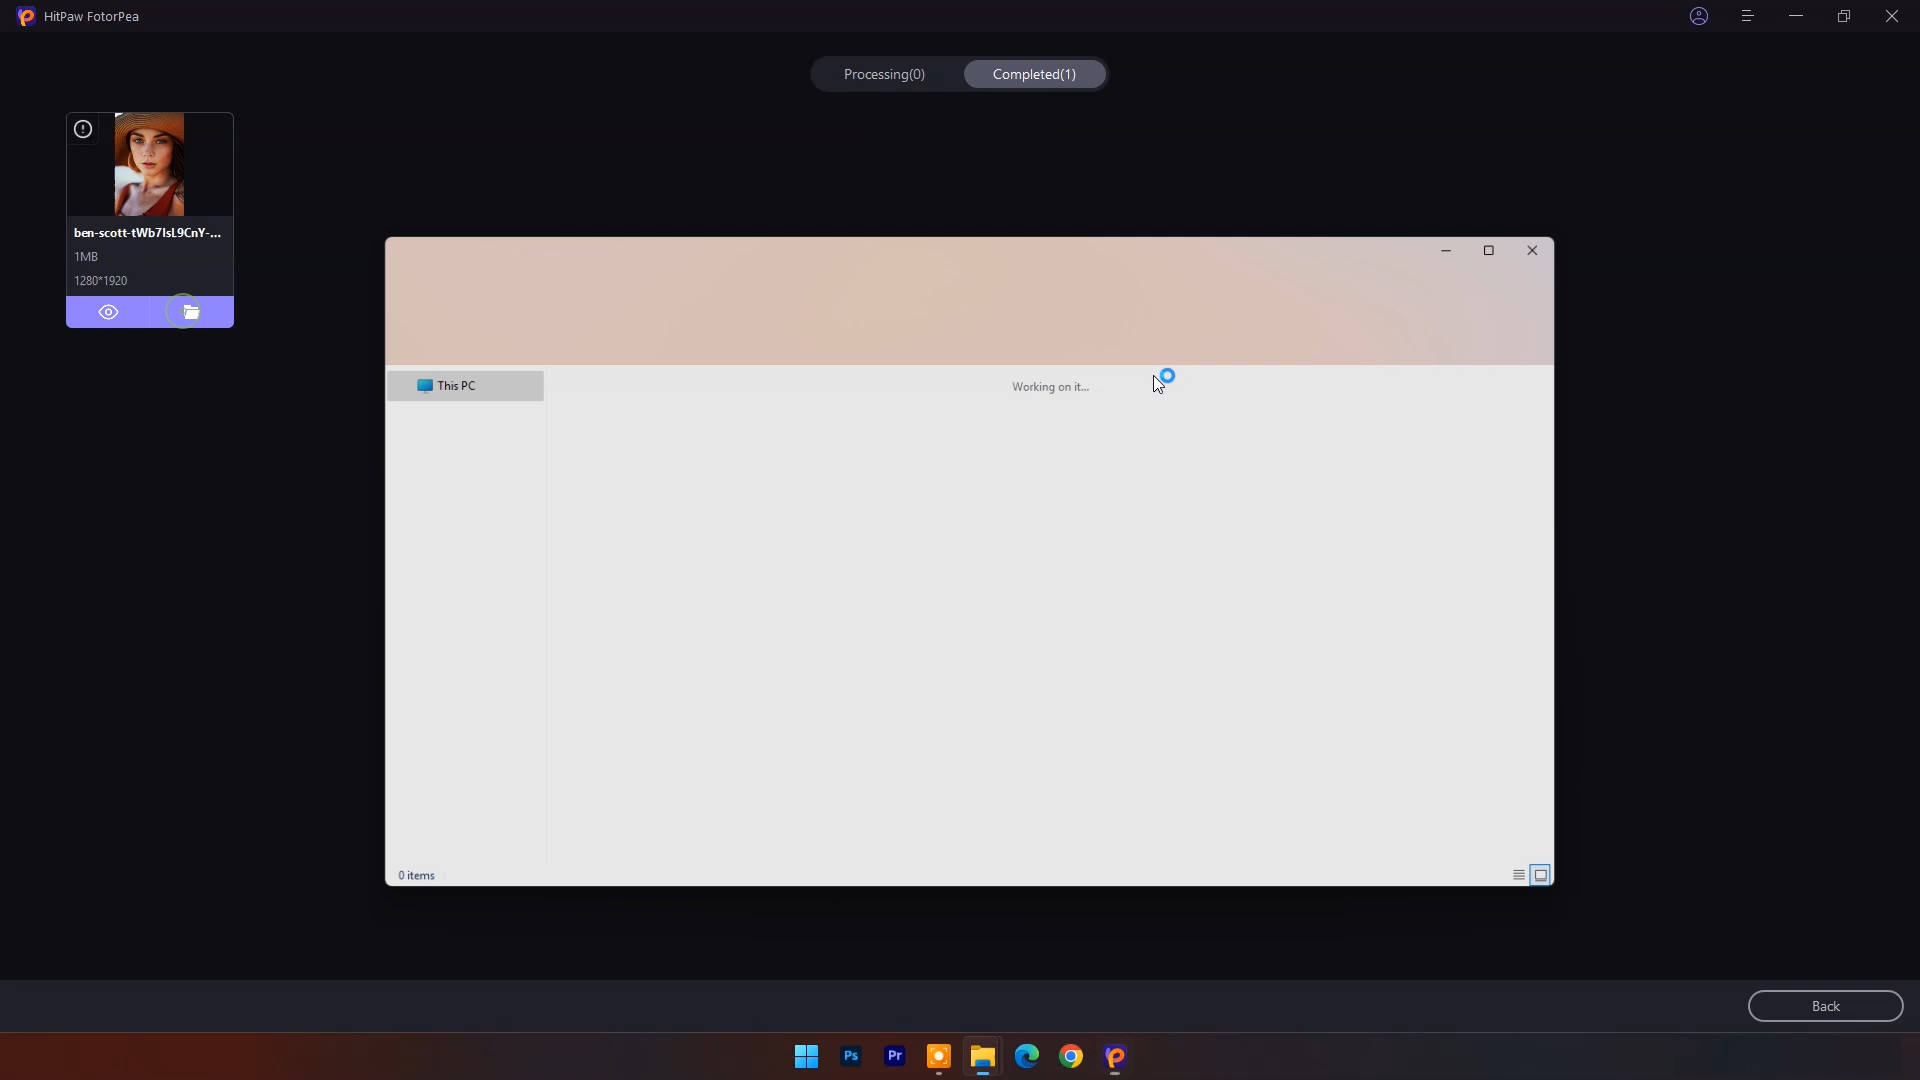 HitPaw FotorPea
Processing(0)
Completed(1)
ben-scott-tWb7IsL9CnY-...
1MB
1280*1920
This PC
Working on it...
0 items
Back
Ps
Pr